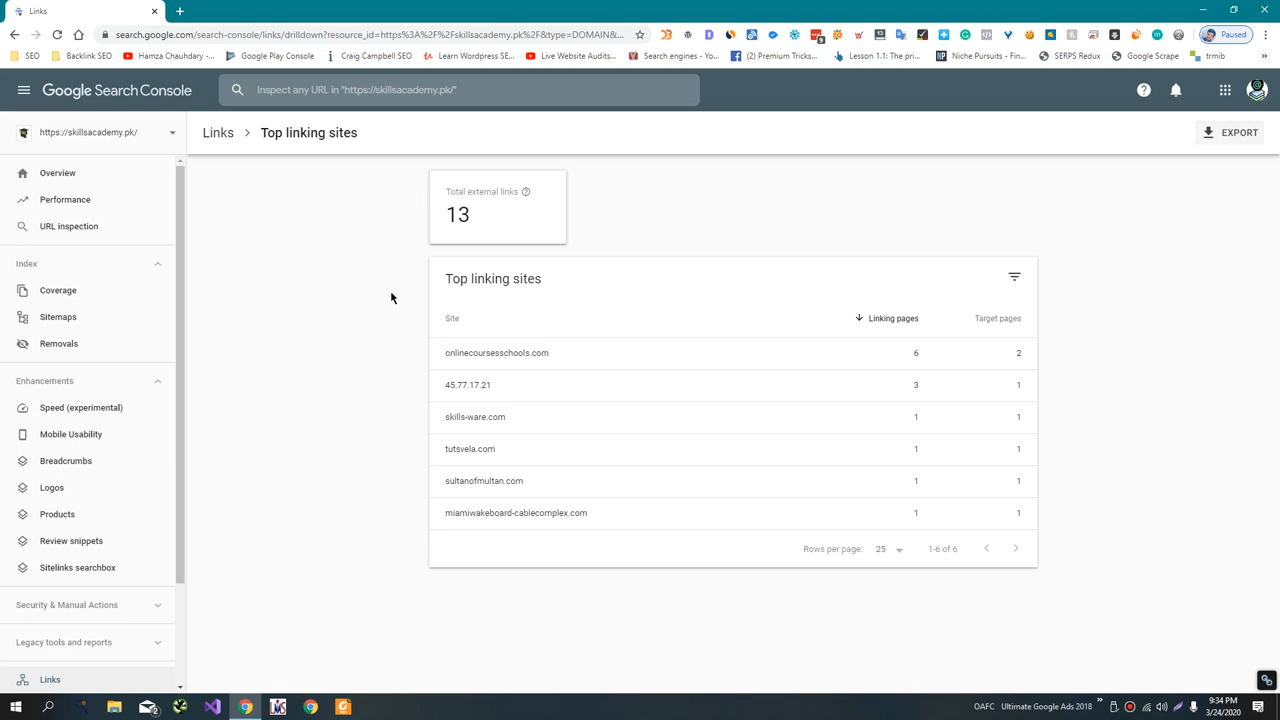 Links
search.google.com/search-console/links/drilldown?resource_id=https%3A%2F%2Fskillsacademy.pk%2F&type=DOMAIN&...
Paused
SEO
Backlink SEO
Hamza Chauhdary -...
Google Play Console
Craig Campbell SEO
Learn Wordpress SE...
Live Website Audits...
Search engines - Yo...
(2) Premium Tricks...
Lesson 1.1: The pri...
Niche Pursuits - Fin...
SERPS Redux
Google Scrape
trmib
»
Google Search Console
Inspect any URL in "https://skillsacademy.pk/"
https://skillsacademy.pk/
Links > Top linking sites
EXPORT
Overview
Performance
URL inspection
Index
Coverage
Sitemaps
Removals
Enhancements
Speed (experimental)
Mobile Usability
Breadcrumbs
Logos
Products
Review snippets
Sitelinks searchbox
Security & Manual Actions
Legacy tools and reports
Links
Total external links
13
Top linking sites
Site Linking pages Target pages
onlinecoursesschools.com 6 2
45.77.17.21 3 1
skills-ware.com 1 1
tutsvela.com 1 1
sultanofmultan.com 1 1
miamiwakeboard-cablecomplex.com 1 1
Rows per page: 25 1-6 of 6
OAFC Ultimate Google Ads 2018 »
9:34 PM
3/24/2020